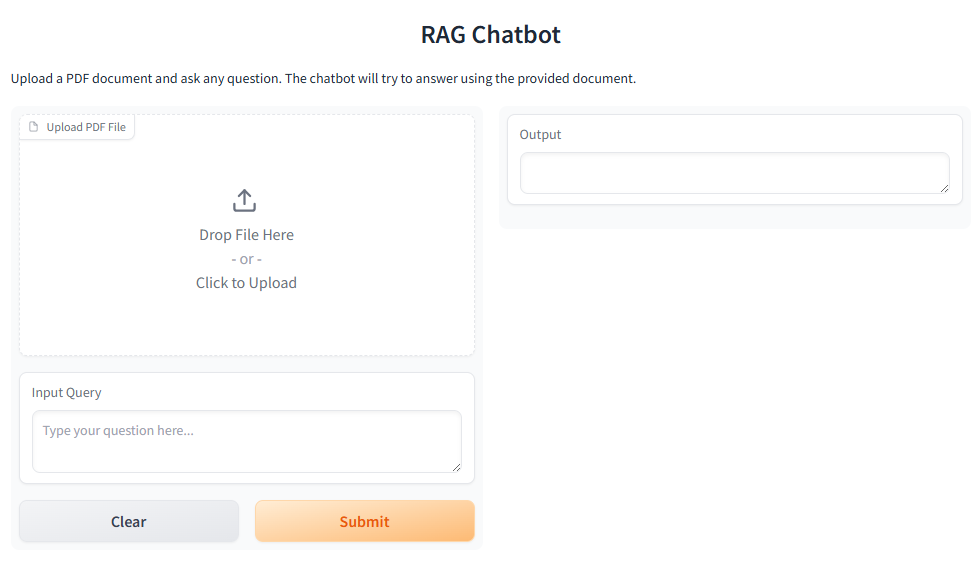 RAG Chatbot
Upload a PDF document and ask any question. The chatbot will try to answer using the provided document.
Upload PDF File
Drop File Here
- or -
Click to Upload
Input Query
Type your question here...
Clear
Submit
Output